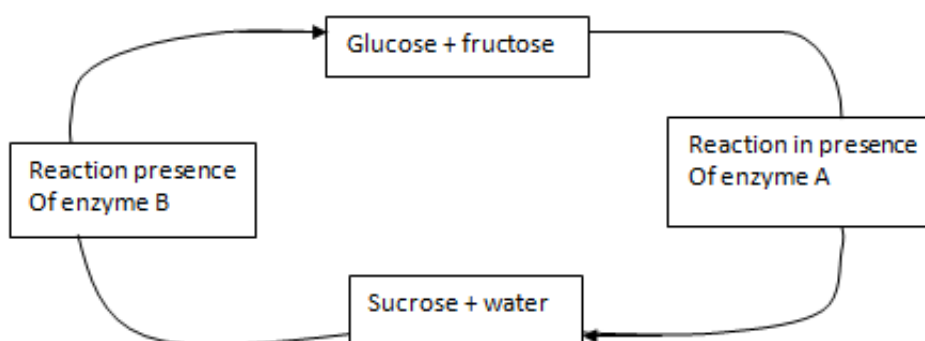 Glucose + fructose
Reaction presence
Of enzyme B
Reaction in presence
Of enzyme A
Sucrose + water